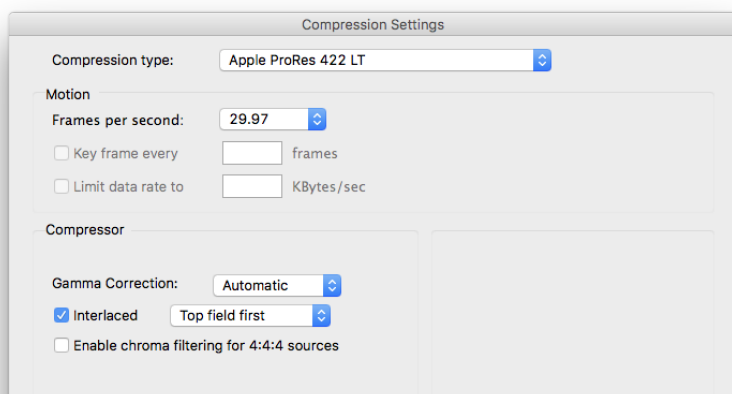 Compression Settings
Compression type: Apple ProRes 422 LT
Motion
Frames per second: 29.97
Key frame every frames
Limit data rate to KBytes/sec
Compressor
Gamma Correction: Automatic
Interlaced Top field first
Enable chroma filtering for 4:4:4 sources